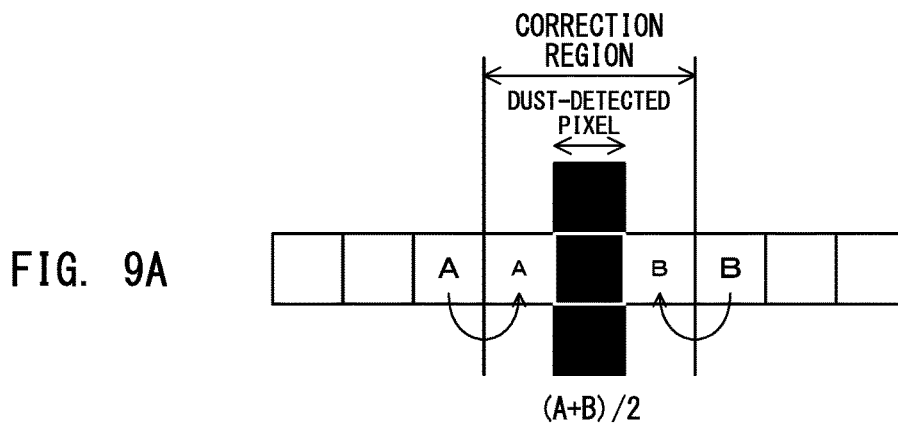 CORRECTION
REGION
DUST-DETECTED
PIXEL
FIG. 9A
A A B B
(A+B)/2